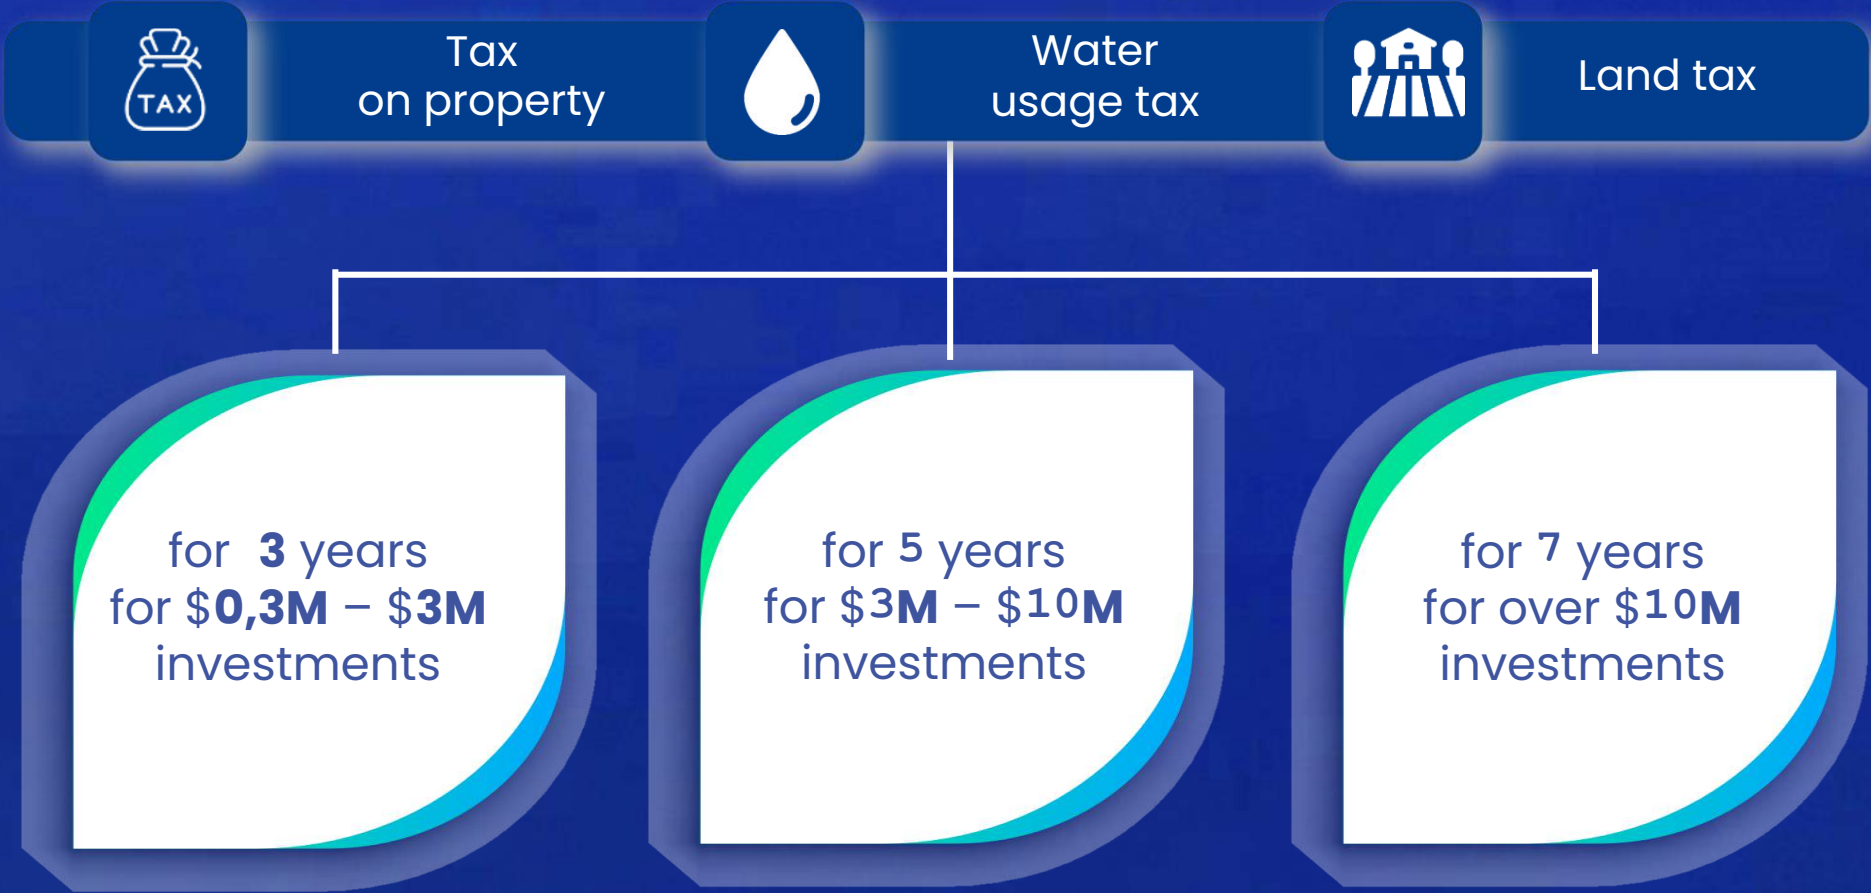 TAX
Tax
on property
Water
usage tax
Land tax
for 3 years
for $0,3M – $3M
investments
for 5 years
for $3M – $10M
investments
for 7 years
for over $10M
investments